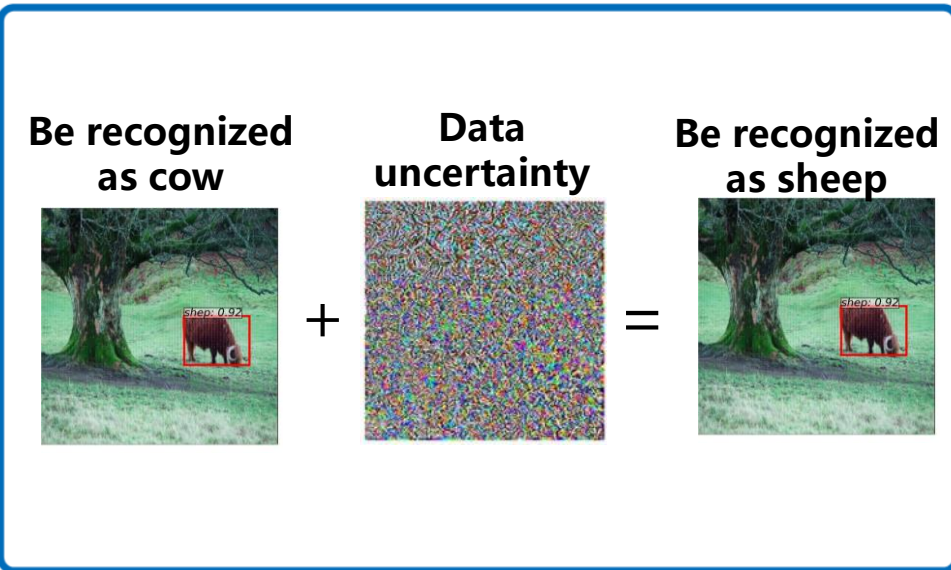 Be recognized
as cow
Data
uncertainty
Be recognized
as sheep
shep: 0.92
+
=
shep: 0.92